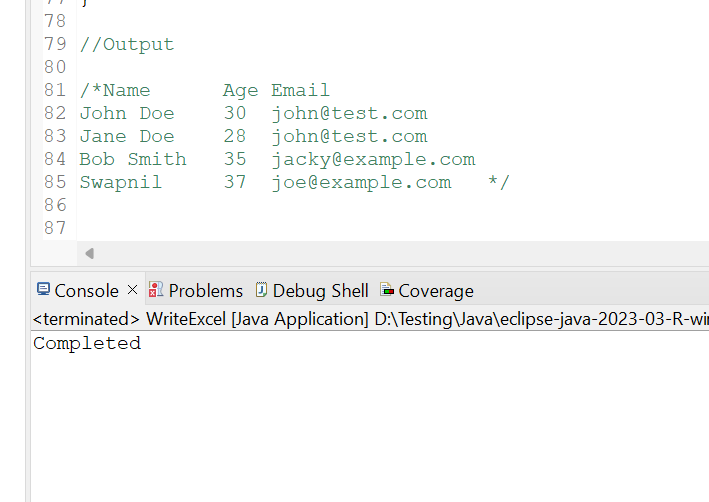 77 }
78
79 //Output
80
81 /*Name Age Email
82 John Doe 30 john@test.com
83 Jane Doe 28 john@test.com
84 Bob Smith 35 jacky@example.com
85 Swapnil 37 joe@example.com */
86
87
Console Problems Debug Shell Coverage
<terminated> WriteExcel [Java Application] D:\Testing\Java\eclipse-java-2023-03-R-wi
Completed